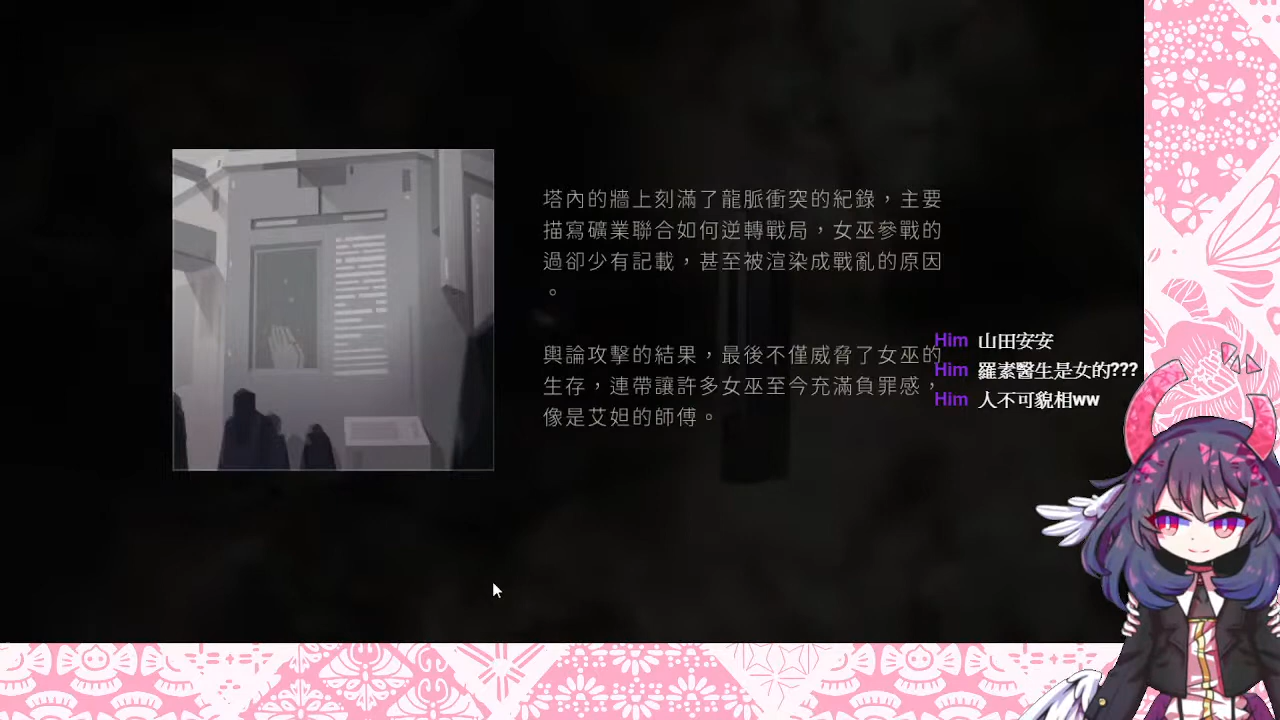 塔內的牆上刻滿了龍脈衝突的紀錄，主要
描寫礦業聯合如何逆轉戰局，女巫參戰的
過卻少有記載，甚至被渲染成戰亂的原因
。
輿論攻擊的結果，最後不僅威脅了女巫的
生存，連帶讓許多女巫至今充滿負罪感，
像是艾妲的師傅。
Him 山田安安
Him 羅素醫生是女的???
Him 人不可貌相ww